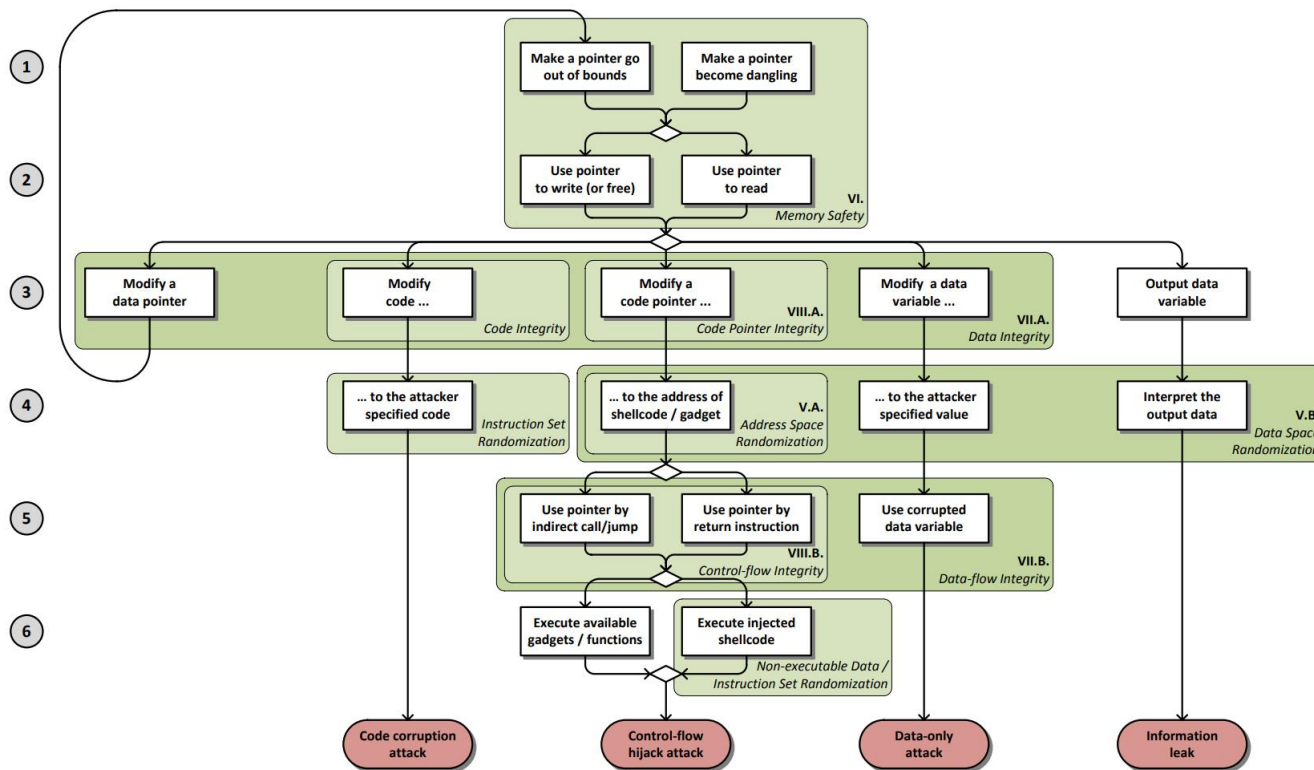 1
Make a pointer go
out of bounds
Make a pointer
become dangling
2
Use pointer
to write (or free)
Use pointer
to read
VI.
Memory Safety
3
Modify a
data pointer
Modify
code ...
Code Integrity
Modify a
code pointer ...
VIII.A.
Code Pointer Integrity
Modify a data
variable ...
VII.A.
Data Integrity
Output data
variable
4
... to the attacker
specified code
Instruction Set
Randomization
... to the address of
shellcode / gadget
V.A.
Address Space
Randomization
... to the attacker
specified value
Interpret the
output data
V.B
Data Space
Randomization
5
Use pointer by
indirect call/jump
Use pointer by
return instruction
VIII.B.
Control-flow Integrity
Use corrupted
data variable
VII.B.
Data-flow Integrity
6
Execute available
gadgets / functions
Execute injected
shellcode
Non-executable Data /
Instruction Set Randomization
Code corruption
attack
Control-flow
hijack attack
Data-only
attack
Information
leak